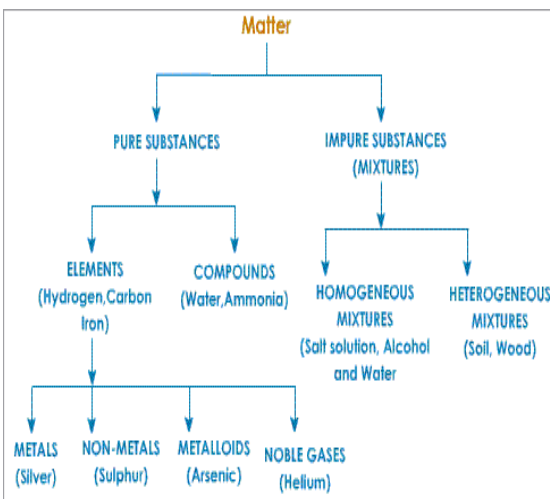 Matter
PURE SUBSTANCES
IMPURE SUBSTANCES
(MIXTURES)
ELEMENTS
(Hydrogen,Carbon
Iron)
COMPOUNDS
(Water,Ammonia)
HOMOGENEOUS
MIXTURES
(Salt solution, Alcohol
and Water
HETEROGENEOUS
MIXTURES
(Soil, Wood)
METALS
(Silver)
NON-METALS
(Sulphur)
METALLOIDS
(Arsenic)
NOBLE GASES
(Helium)